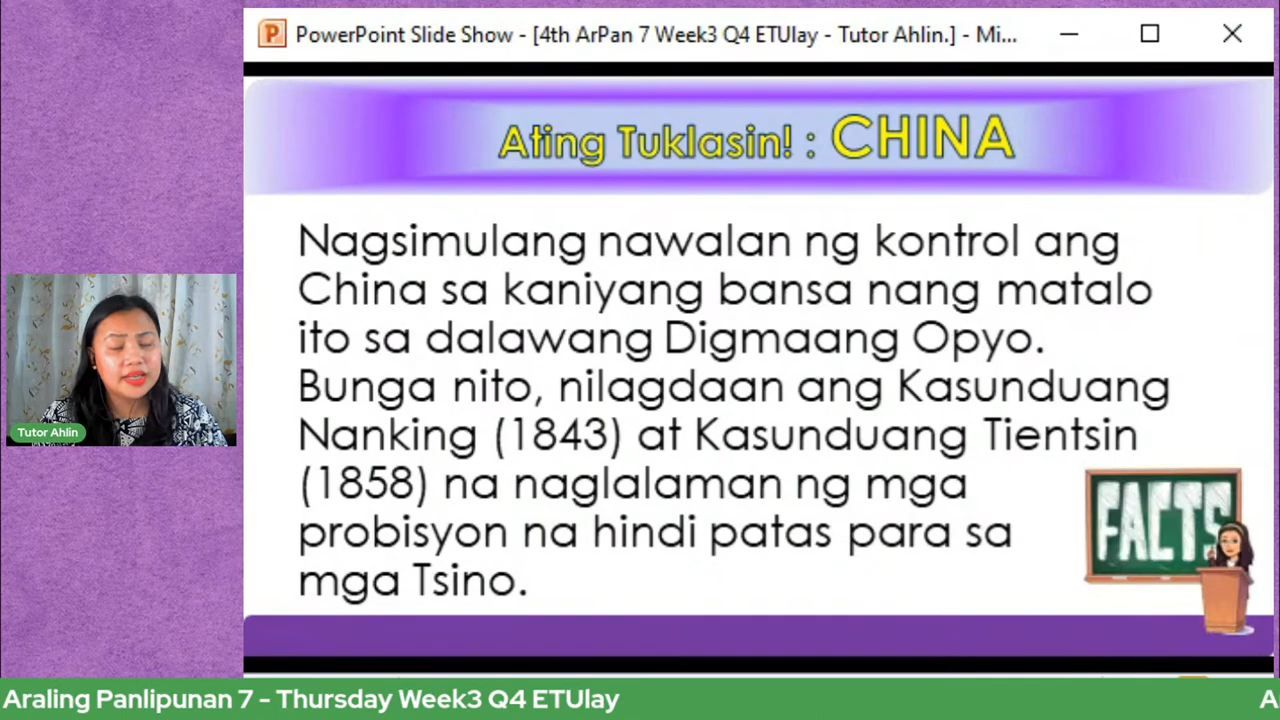 PowerPoint Slide Show - [4th ArPan 7 Week3 Q4 ETUlay - Tutor Ahlin.] - Mi...
Ating Tuklasin! : CHINA
Nagsimulang nawalan ng kontrol ang
China sa kaniyang bansa nang matalo
ito sa dalawang Digmaang Opyo.
Bunga nito, nilagdaan ang Kasunduang
Nanking (1843) at Kasunduang Tientsin
(1858) na naglalaman ng mga
probisyon na hindi patas para sa
mga Tsino.
FACTS
Tutor Ahlin
Araling Panlipunan 7 - Thursday Week3 Q4 ETUlay
A